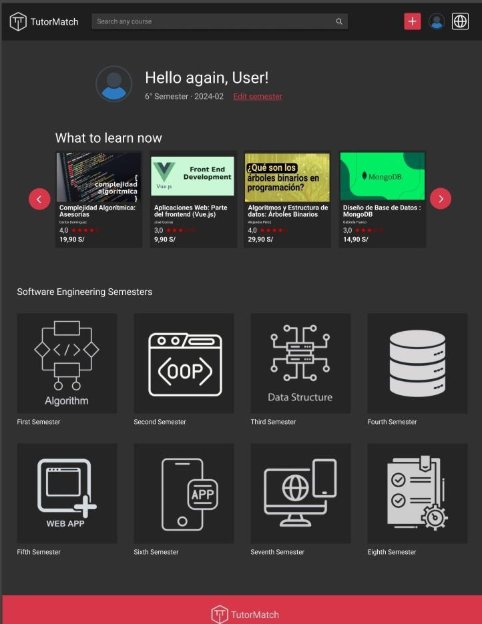 TutorMatch
Search any course
Hello again, User!
6° Semester - 2024-02 Edit semester
What to learn now
complejidad
algorítmica
Complejidad Algorítmica:
Asesorías
4,0
19,90 S/
Vue.js
Front End
Development
Aplicaciones Web: Parte
del frontend (Vue.js)
3,0
9,90 S/
¿Qué son los
árboles binarios en
programación?
Algoritmos y Estructura de
datos: Árboles Binarios
4,0
29,90 S/
MongoDB
Diseño de Base de Datos :
MongoDB
3,0
14,90 S/
Software Engineering Semesters
Algorithm
First Semester
OOP
Second Semester
Data Structure
Third Semester
Fourth Semester
WEB APP
Fifth Semester
APP
Sixth Semester
Seventh Semester
Eighth Semester
TutorMatch